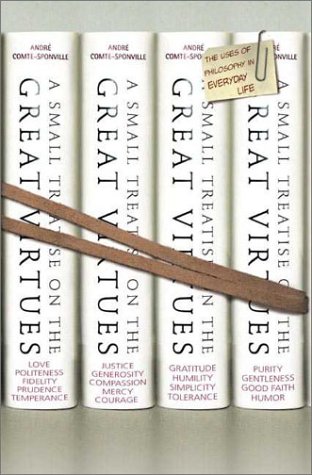 ANDRÉ
COMTE-SPONVILLE
A SMALL TREATISE ON THE
GREAT VIRTUES
LOVE
POLITENESS
FIDELITY
PRUDENCE
TEMPERANCE
ANDRÉ
COMTE-SPONVILLE
A SMALL TREATISE ON THE
GREAT VIRTUES
JUSTICE
GENEROSITY
COMPASSION
MERCY
COURAGE
ANDRÉ
COMTE-SPONVILLE
A SMALL TREATISE ON THE
GREAT VIRTUES
GRATITUDE
HUMILITY
SIMPLICITY
TOLERANCE
THE USES OF
PHILOSOPHY IN
EVERYDAY
LIFE
A SMALL TREATISE ON THE
GREAT VIRTUES
PURITY
GENTLENESS
GOOD FAITH
HUMOR